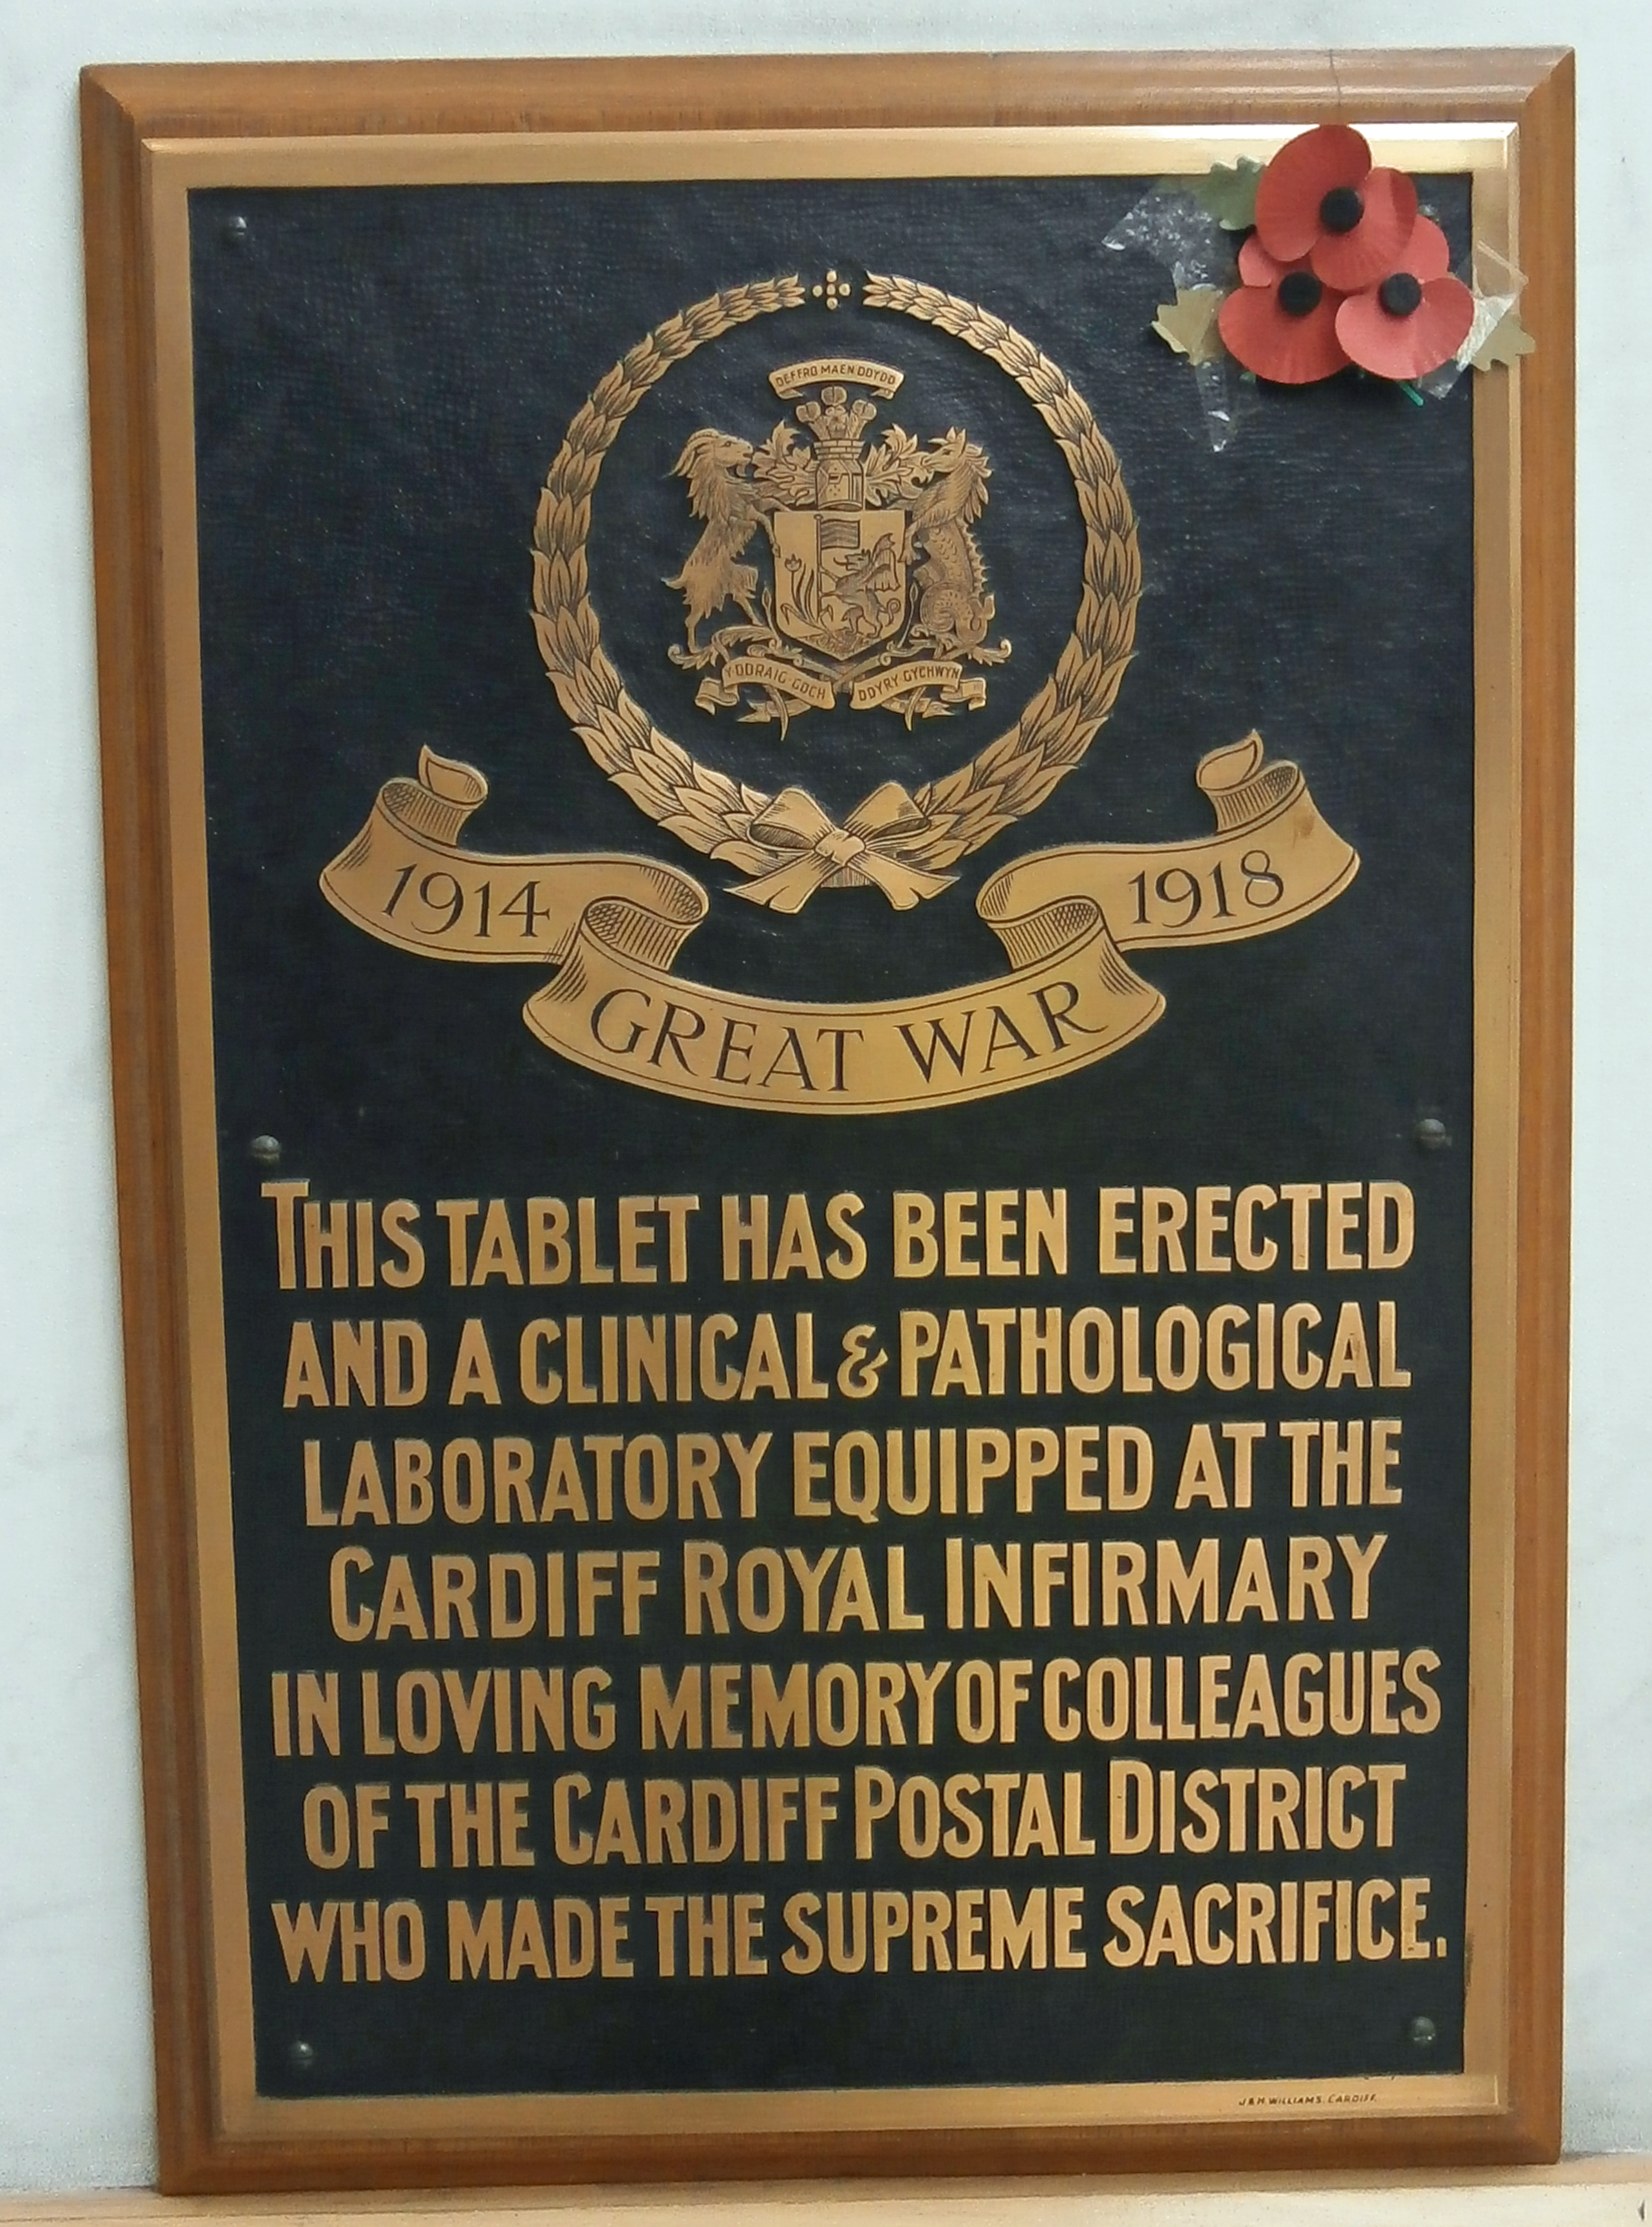 DEFFRO MAEN DDYDD
Y DDRAIG GOCH DDYRY GYCHWYN
1914 1918
GREAT WAR
THIS TABLET HAS BEEN ERECTED
AND A CLINICAL & PATHOLOGICAL
LABORATORY EQUIPPED AT THE
CARDIFF ROYAL INFIRMARY
IN LOVING MEMORY OF COLLEAGUES
OF THE CARDIFF POSTAL DISTRICT
WHO MADE THE SUPREME SACRIFICE.
J & H. WILLIAMS. CARDIFF.